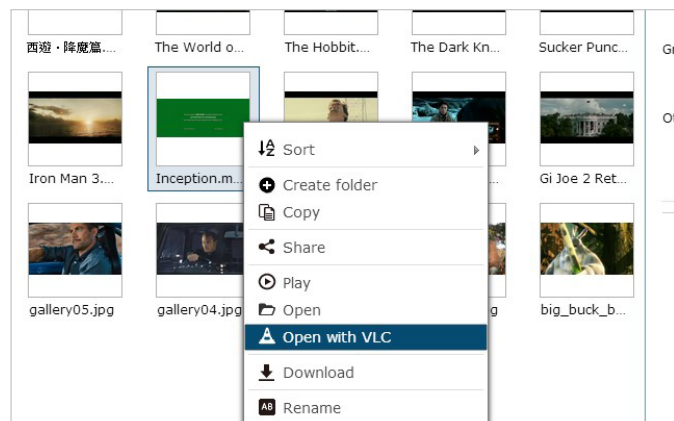 西遊·降魔篇....
The World o...
The Hobbit....
The Dark Kn...
Sucker Punc...
Iron Man 3....
Inception.m...
Gi Joe 2 Ret...
gallery05.jpg
gallery04.jpg
big_buck_b...
Sort
Create folder
Copy
Share
Play
Open
Open with VLC
Download
AB Rename